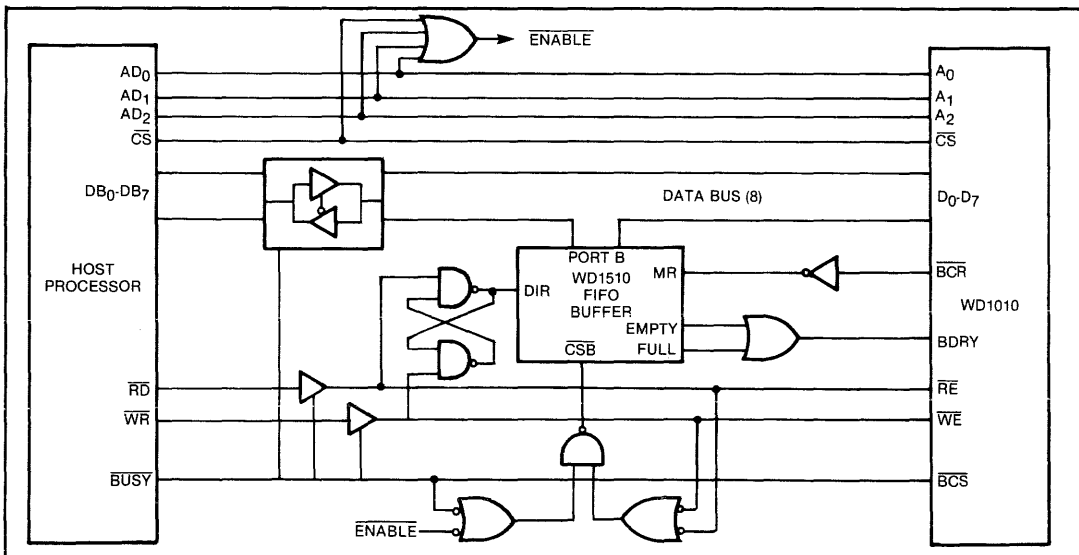 ENABLE
AD0
A0
AD1
A1
AD2
A2
CS
CS
DB0-DB7
DATA BUS (8)
D0-D7
HOST
PROCESSOR
PORT B
WD1510
FIFO
BUFFER
DIR
MR
EMPTY
FULL
CSB
BCR
WD1010
BDRY
RD
RE
WR
WE
BUSY
BCS
ENABLE